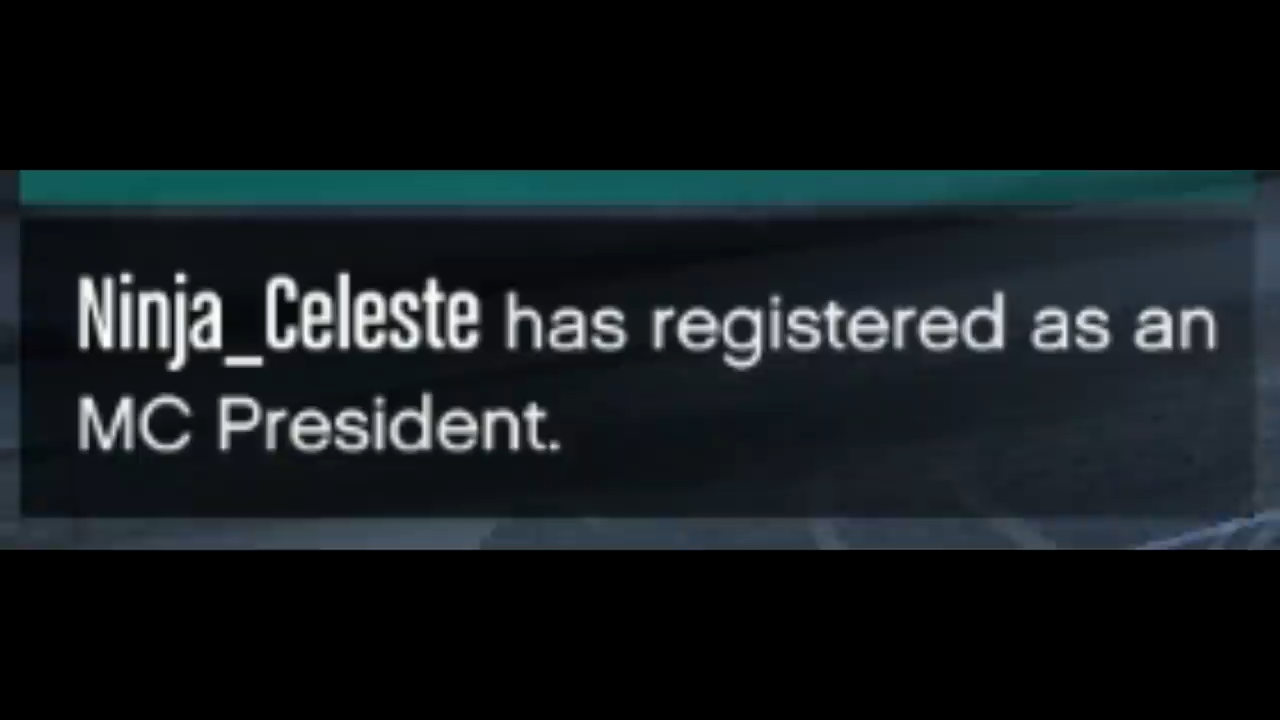 Ninja_Celeste has registered as an
MC President.